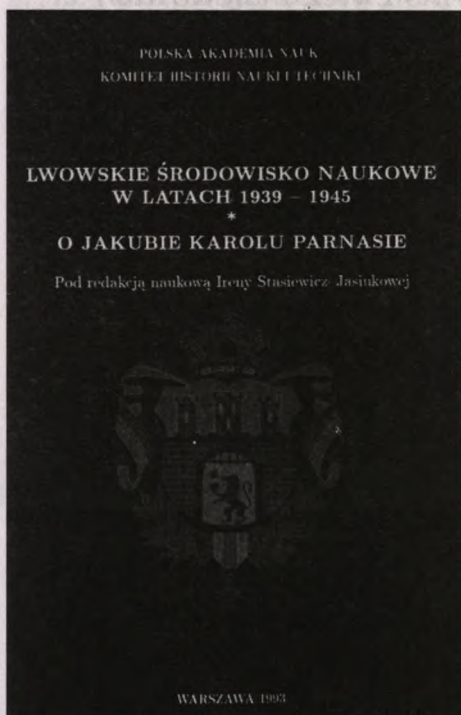 POLSKA AKADEMIA NAUK
KOMITET HISTORII NAUKI I TECHNIKI
LWOWSKIE ŚRODOWISKO NAUKOWE
W LATACH 1939 – 1945
*
O JAKUBIE KAROLU PARNASIE
Pod redakcją naukową Ireny Stasiewicz-Jasiukowej
WARSZAWA 1993